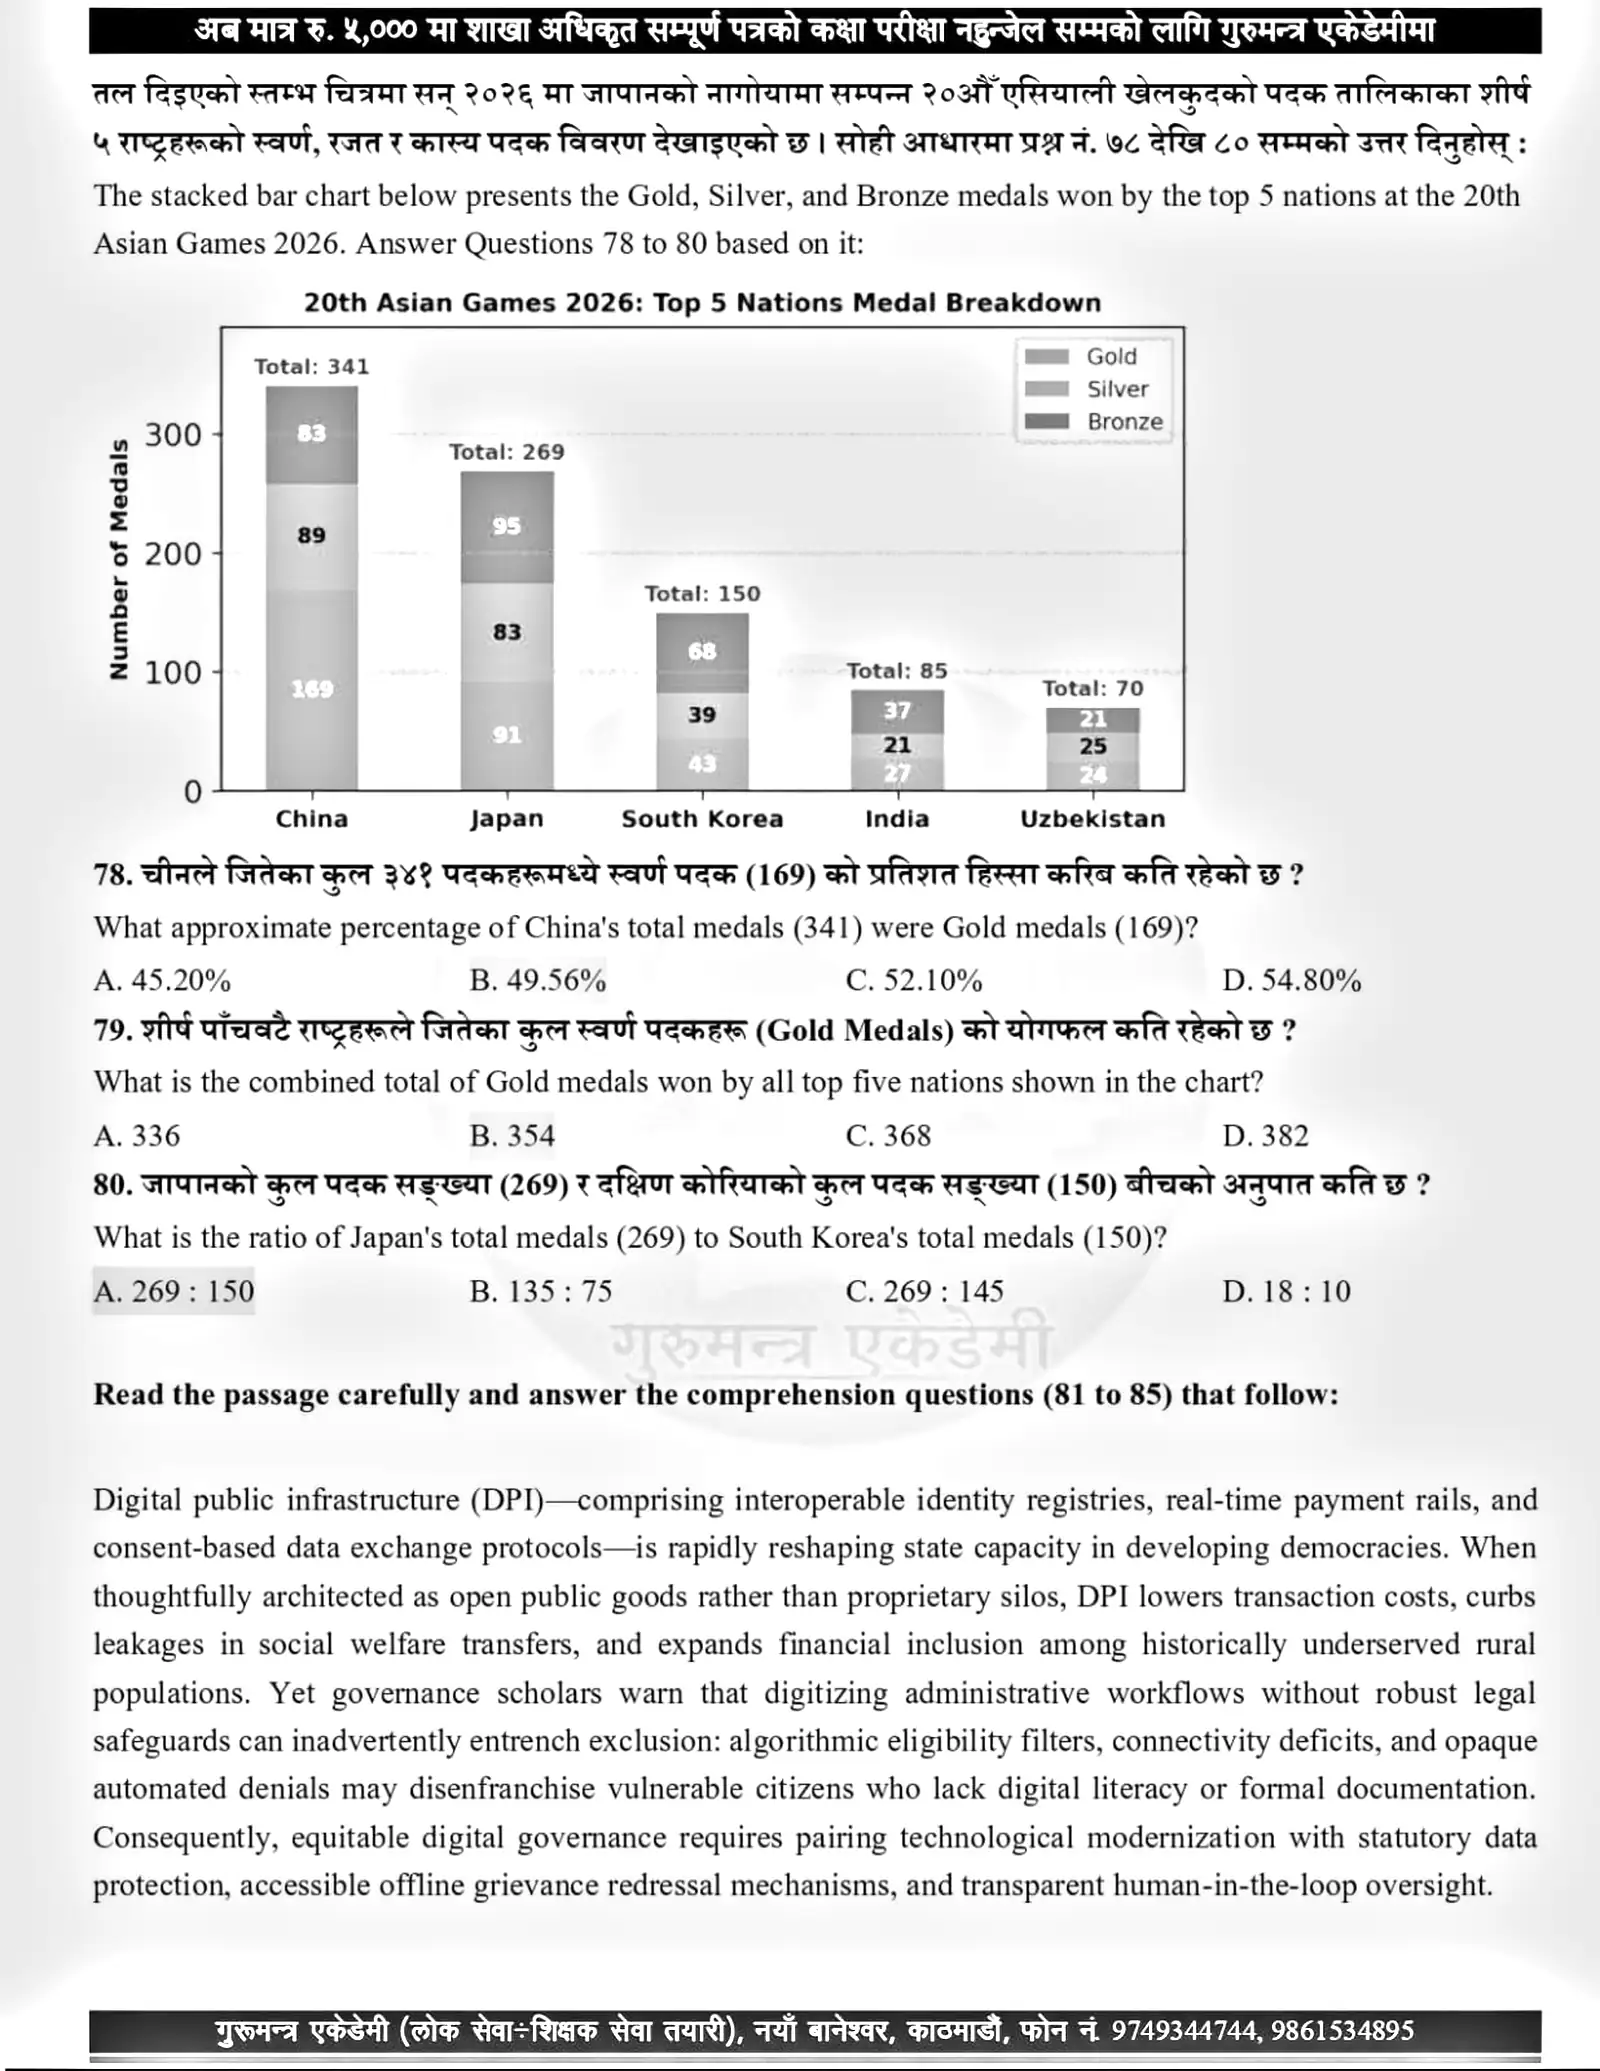 अब मात्र रु. ५,००० मा शाखा अधिकृत सम्पूर्ण पत्रको कक्षा परीक्षा नहुन्जेल सम्मको लागि गुरुमन्त्र एकेडेमीमा
तल दिइएको स्तम्भ चित्रमा सन् २०२६ मा जापानको नागोयामा सम्पन्न २०औँ एसियाली खेलकुदको पदक तालिकाका शीर्ष
५ राष्ट्रहरूको स्वर्ण, रजत र कास्य पदक विवरण देखाइएको छ । सोही आधारमा प्रश्न नं. ७८ देखि ८० सम्मको उत्तर दिनुहोस् :
The stacked bar chart below presents the Gold, Silver, and Bronze medals won by the top 5 nations at the 20th
Asian Games 2026. Answer Questions 78 to 80 based on it:
20th Asian Games 2026: Top 5 Nations Medal Breakdown
Number of Medals
300
200
100
0
Gold
Silver
Bronze
Total: 341
83
89
169
China
Total: 269
95
83
91
Japan
Total: 150
68
39
43
South Korea
Total: 85
37
21
27
India
Total: 70
21
25
24
Uzbekistan
78. चीनले जितेका कुल ३४१ पदकहरूमध्ये स्वर्ण पदक (169) को प्रतिशत हिस्सा करिब कति रहेको छ ?
What approximate percentage of China's total medals (341) were Gold medals (169)?
A. 45.20% B. 49.56% C. 52.10% D. 54.80%
79. शीर्ष पाँचवटै राष्ट्रहरूले जितेका कुल स्वर्ण पदकहरू (Gold Medals) को योगफल कति रहेको छ ?
What is the combined total of Gold medals won by all top five nations shown in the chart?
A. 336 B. 354 C. 368 D. 382
80. जापानको कुल पदक सङ्ख्या (269) र दक्षिण कोरियाको कुल पदक सङ्ख्या (150) बीचको अनुपात कति छ ?
What is the ratio of Japan's total medals (269) to South Korea's total medals (150)?
A. 269 : 150 B. 135 : 75 C. 269 : 145 D. 18 : 10
गुरुमन्त्र एकेडेमी
Read the passage carefully and answer the comprehension questions (81 to 85) that follow:
Digital public infrastructure (DPI)—comprising interoperable identity registries, real-time payment rails, and
consent-based data exchange protocols—is rapidly reshaping state capacity in developing democracies. When
thoughtfully architected as open public goods rather than proprietary silos, DPI lowers transaction costs, curbs
leakages in social welfare transfers, and expands financial inclusion among historically underserved rural
populations. Yet governance scholars warn that digitizing administrative workflows without robust legal
safeguards can inadvertently entrench exclusion: algorithmic eligibility filters, connectivity deficits, and opaque
automated denials may disenfranchise vulnerable citizens who lack digital literacy or formal documentation.
Consequently, equitable digital governance requires pairing technological modernization with statutory data
protection, accessible offline grievance redressal mechanisms, and transparent human-in-the-loop oversight.
गुरूमन्त्र एकेडेमी (लोक सेवा÷शिक्षक सेवा तयारी), नयाँ बानेश्वर, काठमाडौं, फोन नं. 9749344744, 9861534895